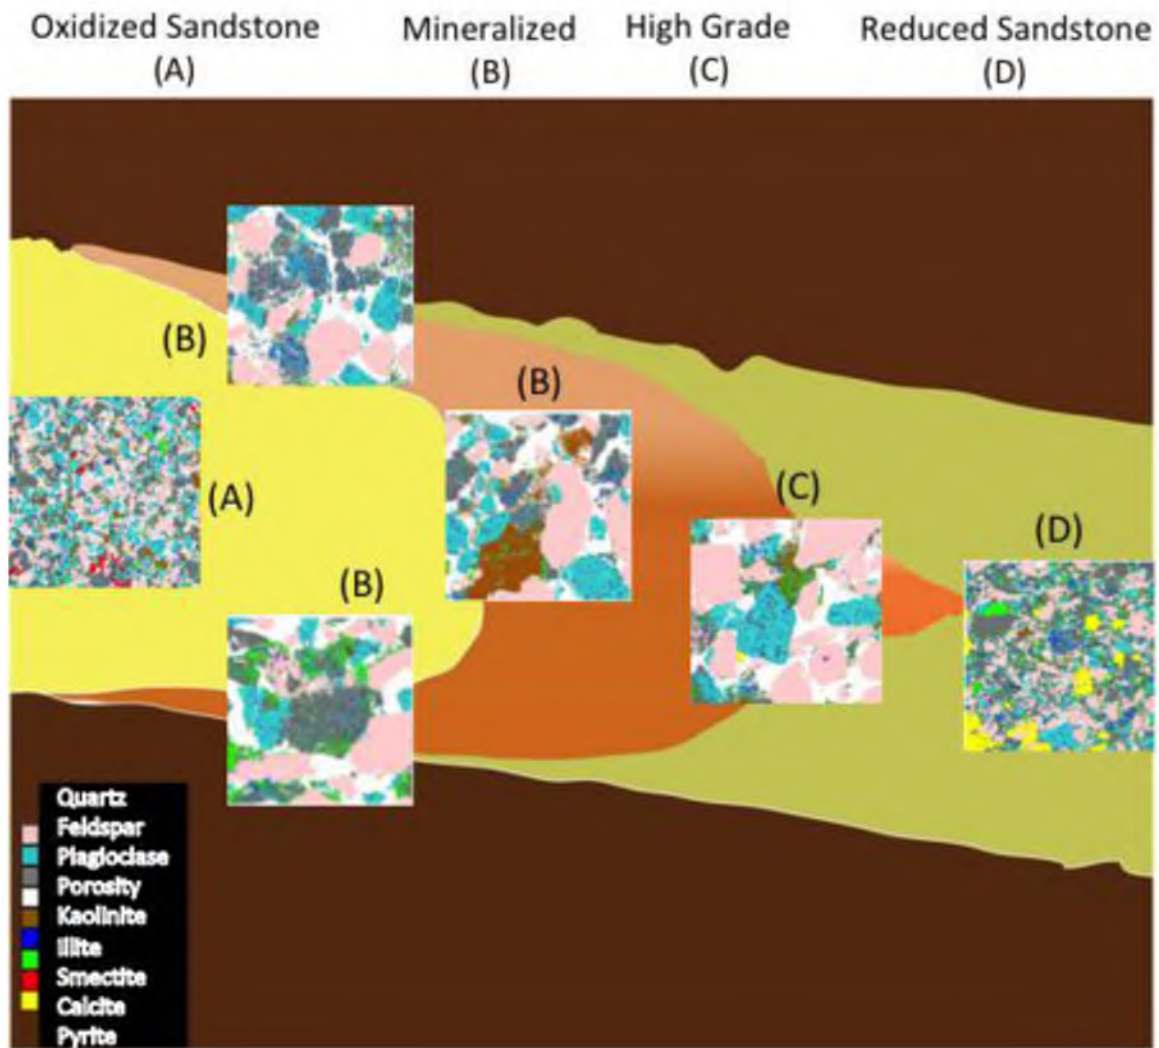 Oxidized Sandstone
(A)
Mineralized
(B)
High Grade
(C)
Reduced Sandstone
(D)
(B)
(B)
(C)
(A)
(D)
(B)
Quartz
Feldspar
Plagioclase
Porosity
Kaolinite
Illite
Smectite
Calcite
Pyrite